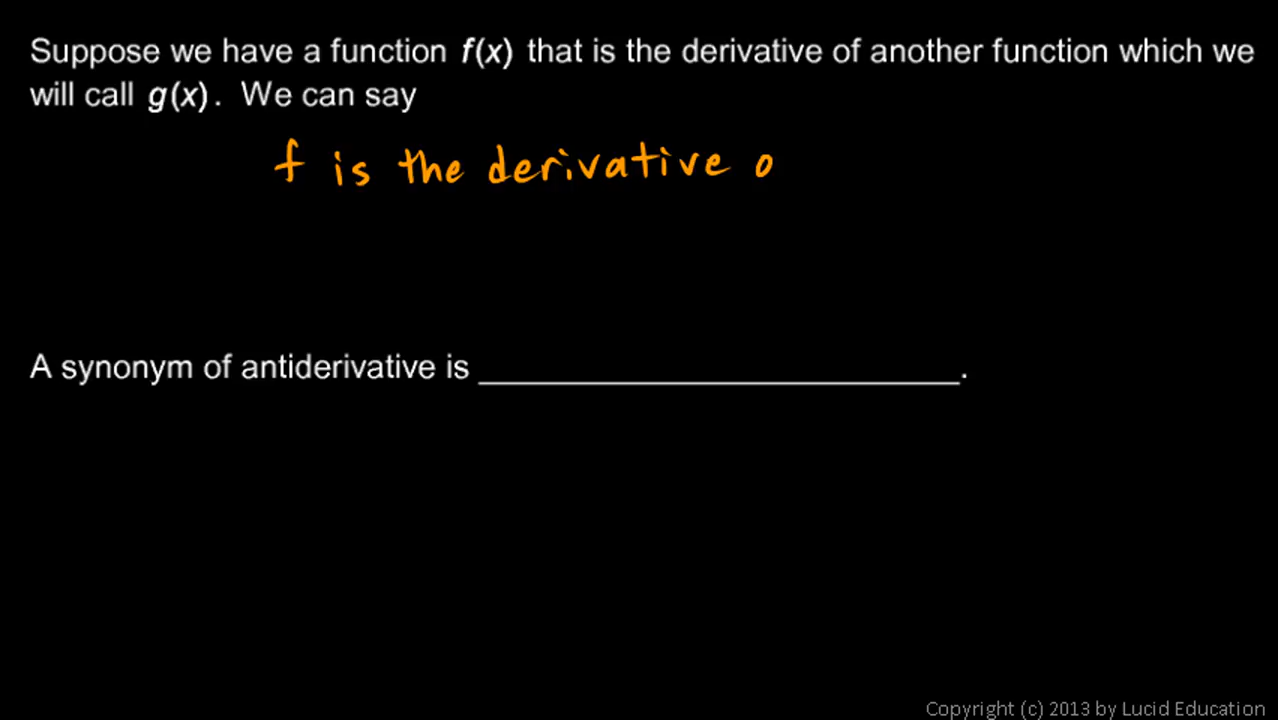 Suppose we have a function f(x) that is the derivative of another function which we
will call g(x). We can say
f is the derivative o
A synonym of antiderivative is ____________________________.
Copyright (c) 2013 by Lucid Education